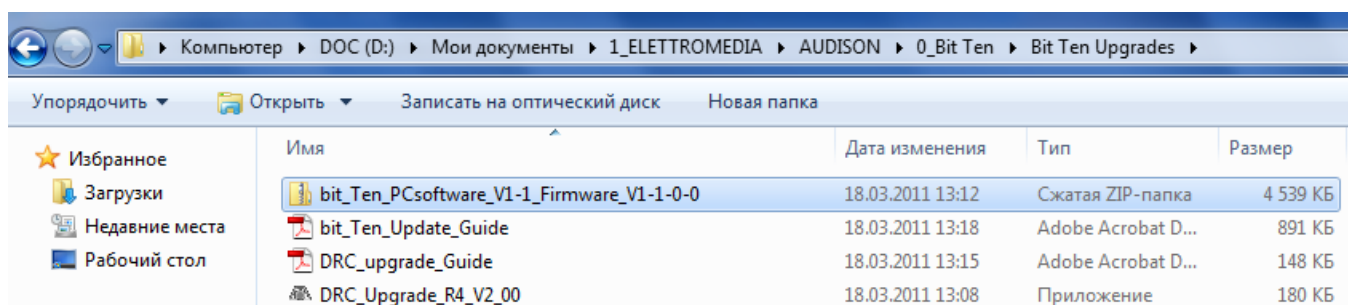 Компьютер ▸ DOC (D:) ▸ Мои документы ▸ 1_ELETTROMEDIA ▸ AUDISON ▸ 0_Bit Ten ▸ Bit Ten Upgrades ▸
Упорядочить ▾ Открыть ▾ Записать на оптический диск Новая папка
Имя Дата изменения Тип Размер
Избранное
Загрузки
Недавние места
Рабочий стол
bit_Ten_PCsoftware_V1-1_Firmware_V1-1-0-0 18.03.2011 13:12 Сжатая ZIP-папка 4 539 КБ
bit_Ten_Update_Guide 18.03.2011 13:18 Adobe Acrobat D... 891 КБ
DRC_upgrade_Guide 18.03.2011 13:15 Adobe Acrobat D... 148 КБ
DRC_Upgrade_R4_V2_00 18.03.2011 13:08 Приложение 180 КБ